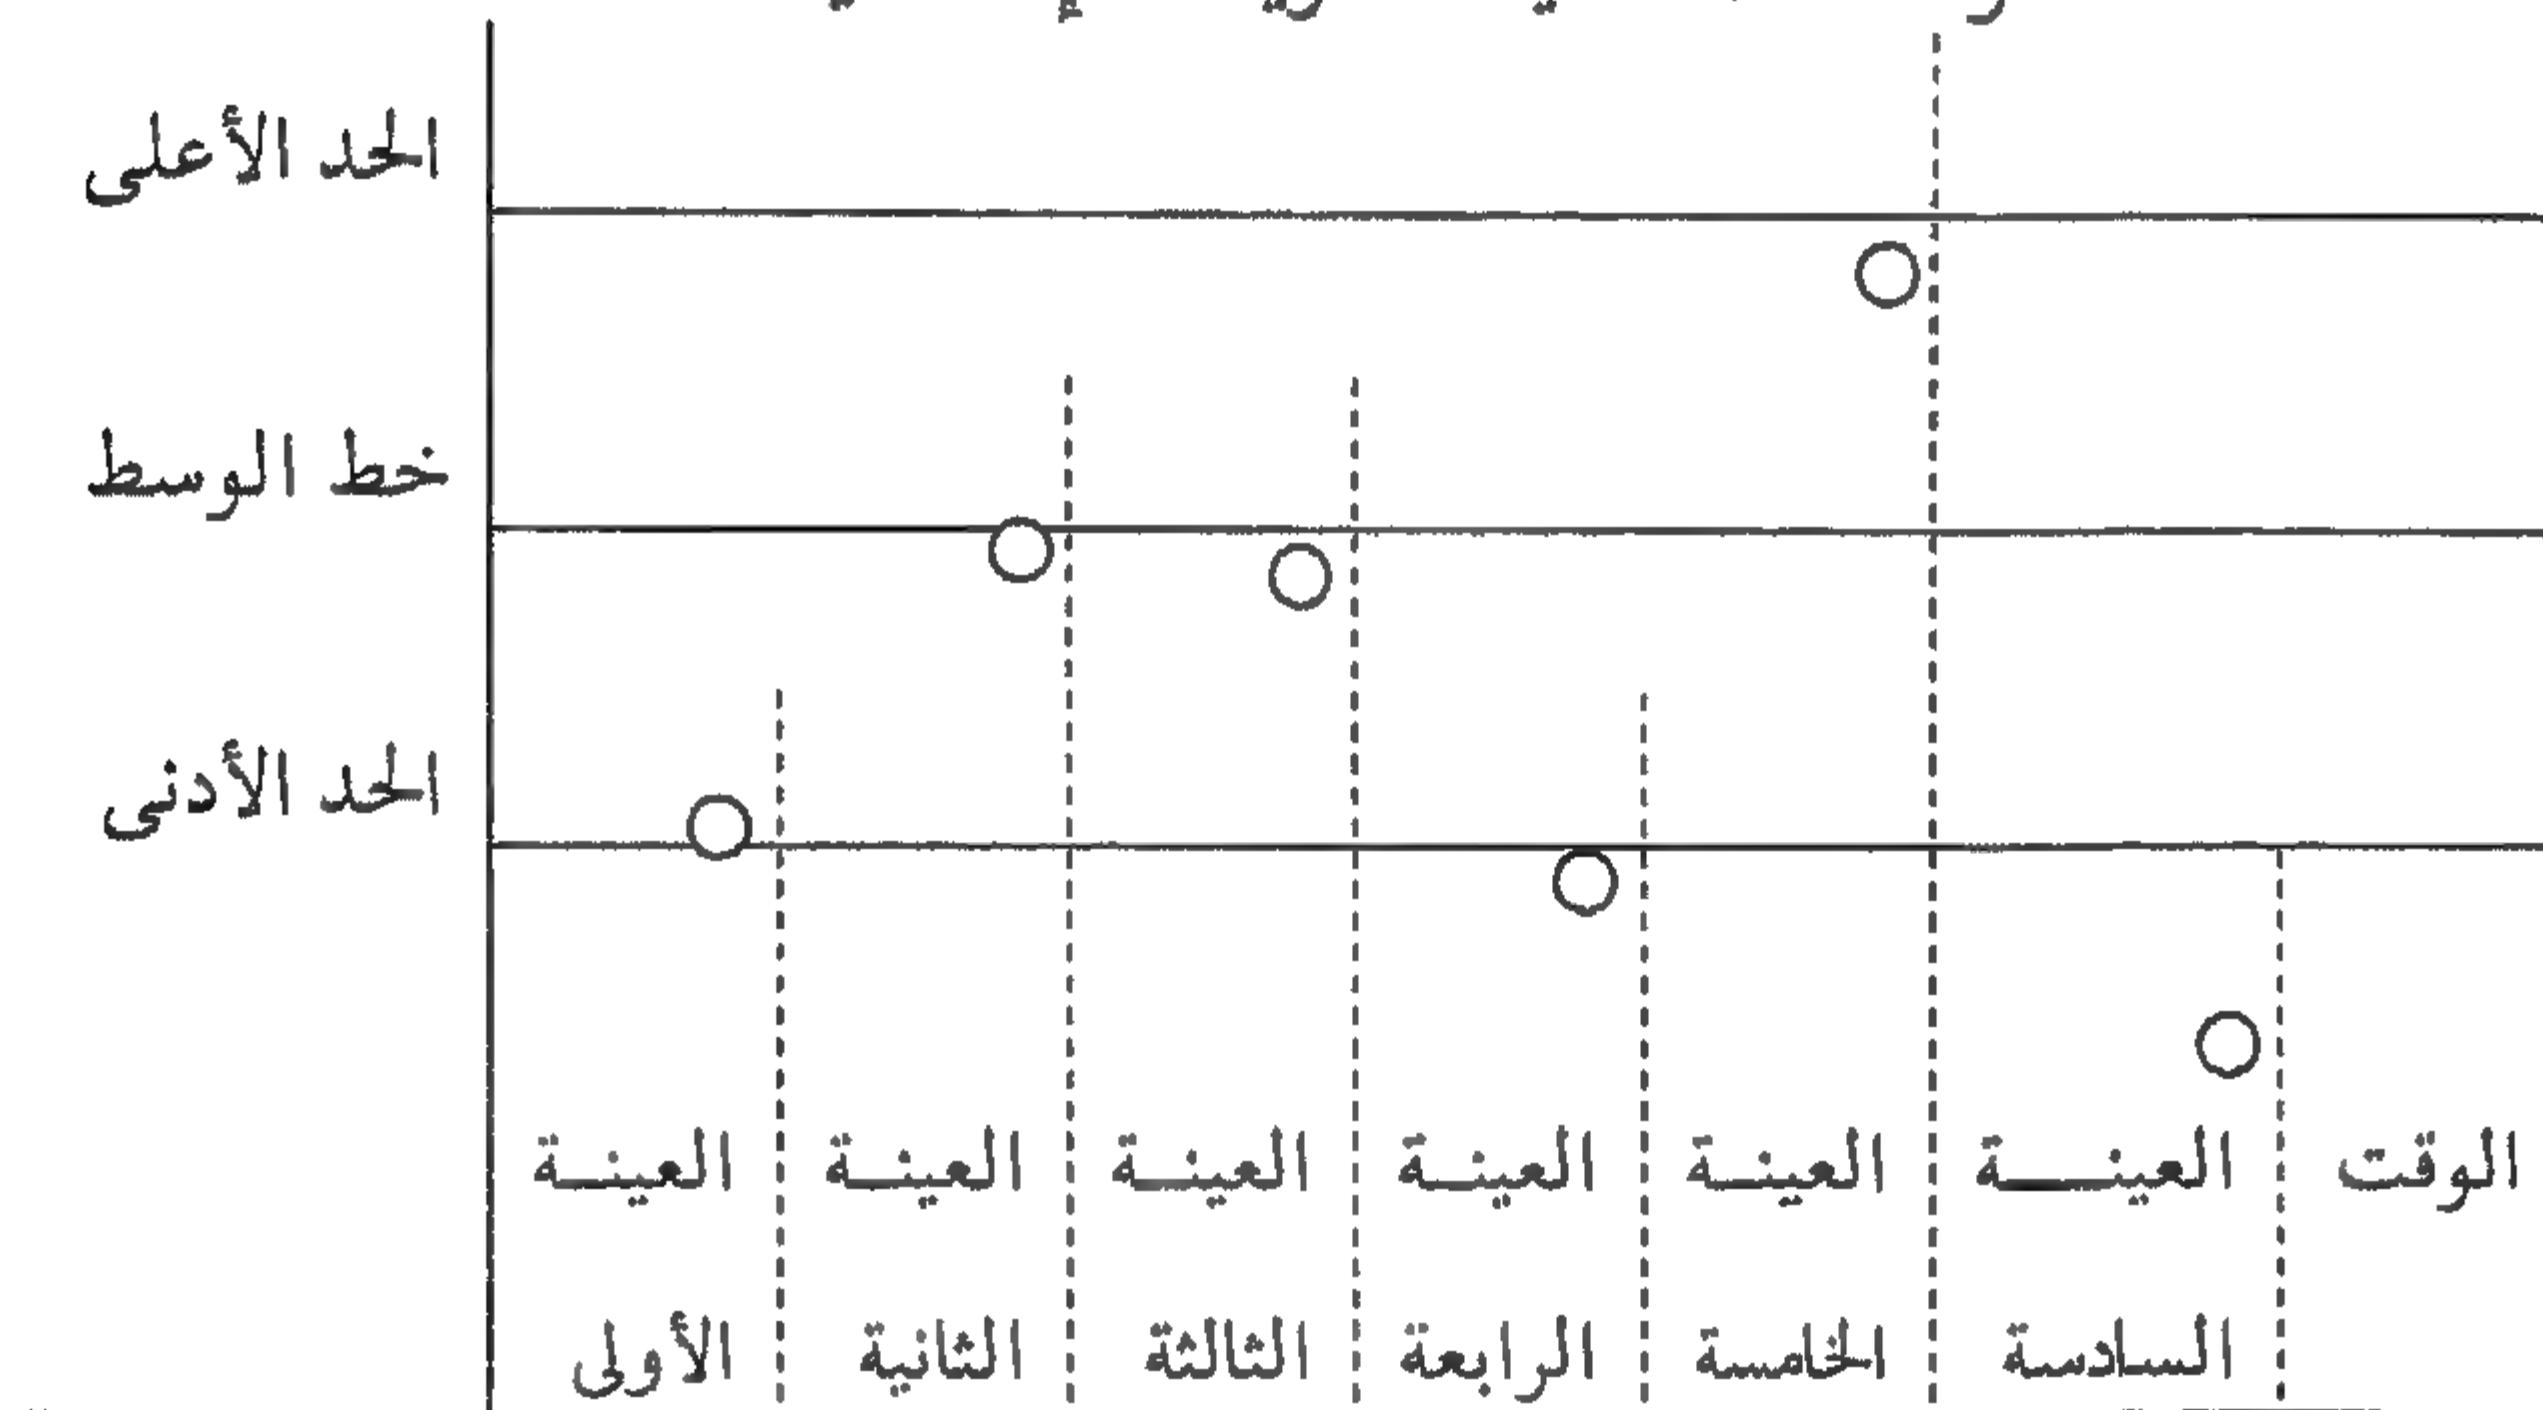 الحد الأعلى
خط الوسط
الحد الأدنى
العينة العينة العينة العينة العينة العينة الوقت
الأولى الثانية الثالثة الرابعة الخامسة السادسة